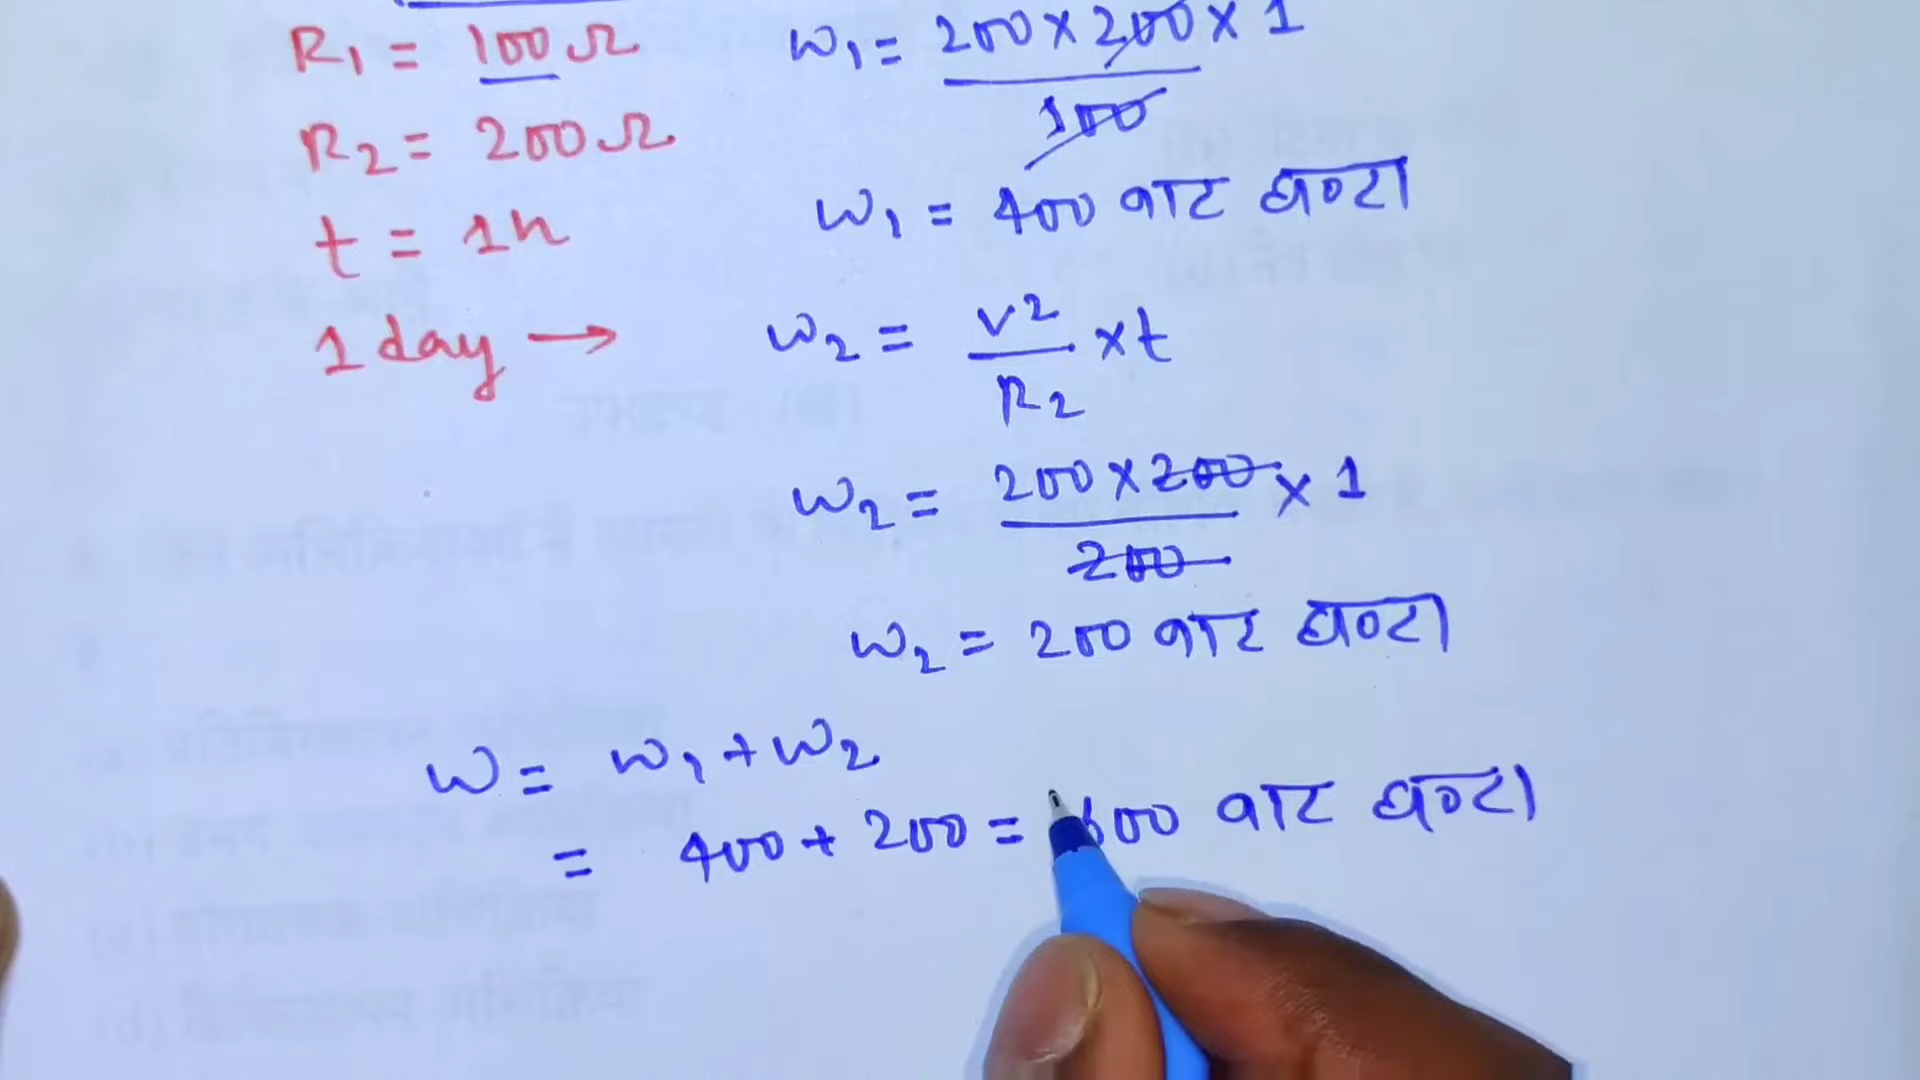 R1 = 100Ω
R2 = 200Ω
t = 1h
1 day →
W1 = 200 × 200 × 1
100
W1 = 400 वाट घण्टा
W2 = V2 × t
R2
W2 = 200 × 200 × 1
200
W2 = 200 वाट घण्टा
W = W1 + W2
= 400 + 200 = 600 वाट घण्टा